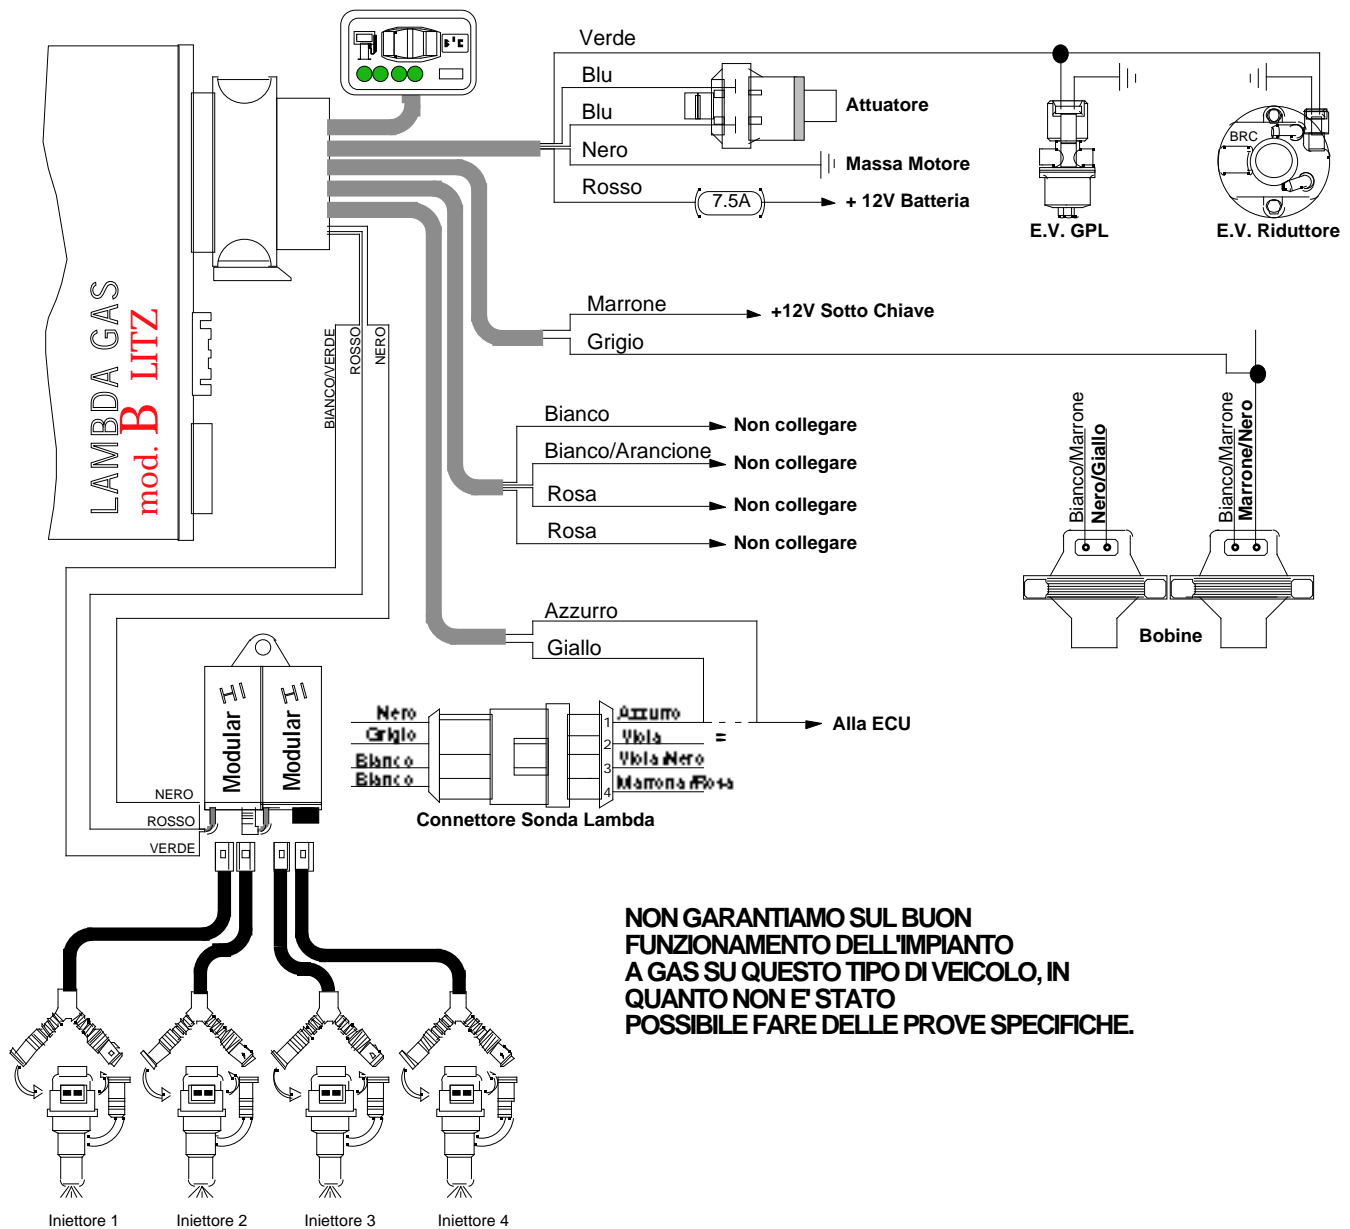 Verde
Blu
Blu
Nero
Rosso
7.5A
Attuatore
Massa Motore
+ 12V Batteria
BRC
E.V. GPL
E.V. Riduttore
LAMBDA GAS
mod. B LITZ
BIANCO/VERDE
ROSSO
NERO
Marrone
+12V Sotto Chiave
Grigio
Bianco
Non collegare
Bianco/Arancione
Non collegare
Rosa
Non collegare
Rosa
Non collegare
Bianco/Marrone
Nero/Giallo
Bianco/Marrone
Marrone/Nero
Bobine
Azzurro
Giallo
Modular HI
Modular HI
Nero
Grigio
Bianco
Bianco
1
2
3
4
Azzurro
Viola
Viola/Nero
Marrone/Rosa
=
Alla ECU
Connettore Sonda Lambda
NERO
ROSSO
VERDE
NON GARANTIAMO SUL BUON
FUNZIONAMENTO DELL'IMPIANTO
A GAS SU QUESTO TIPO DI VEICOLO, IN
QUANTO NON E' STATO
POSSIBILE FARE DELLE PROVE SPECIFICHE.
Iniettore 1
Iniettore 2
Iniettore 3
Iniettore 4